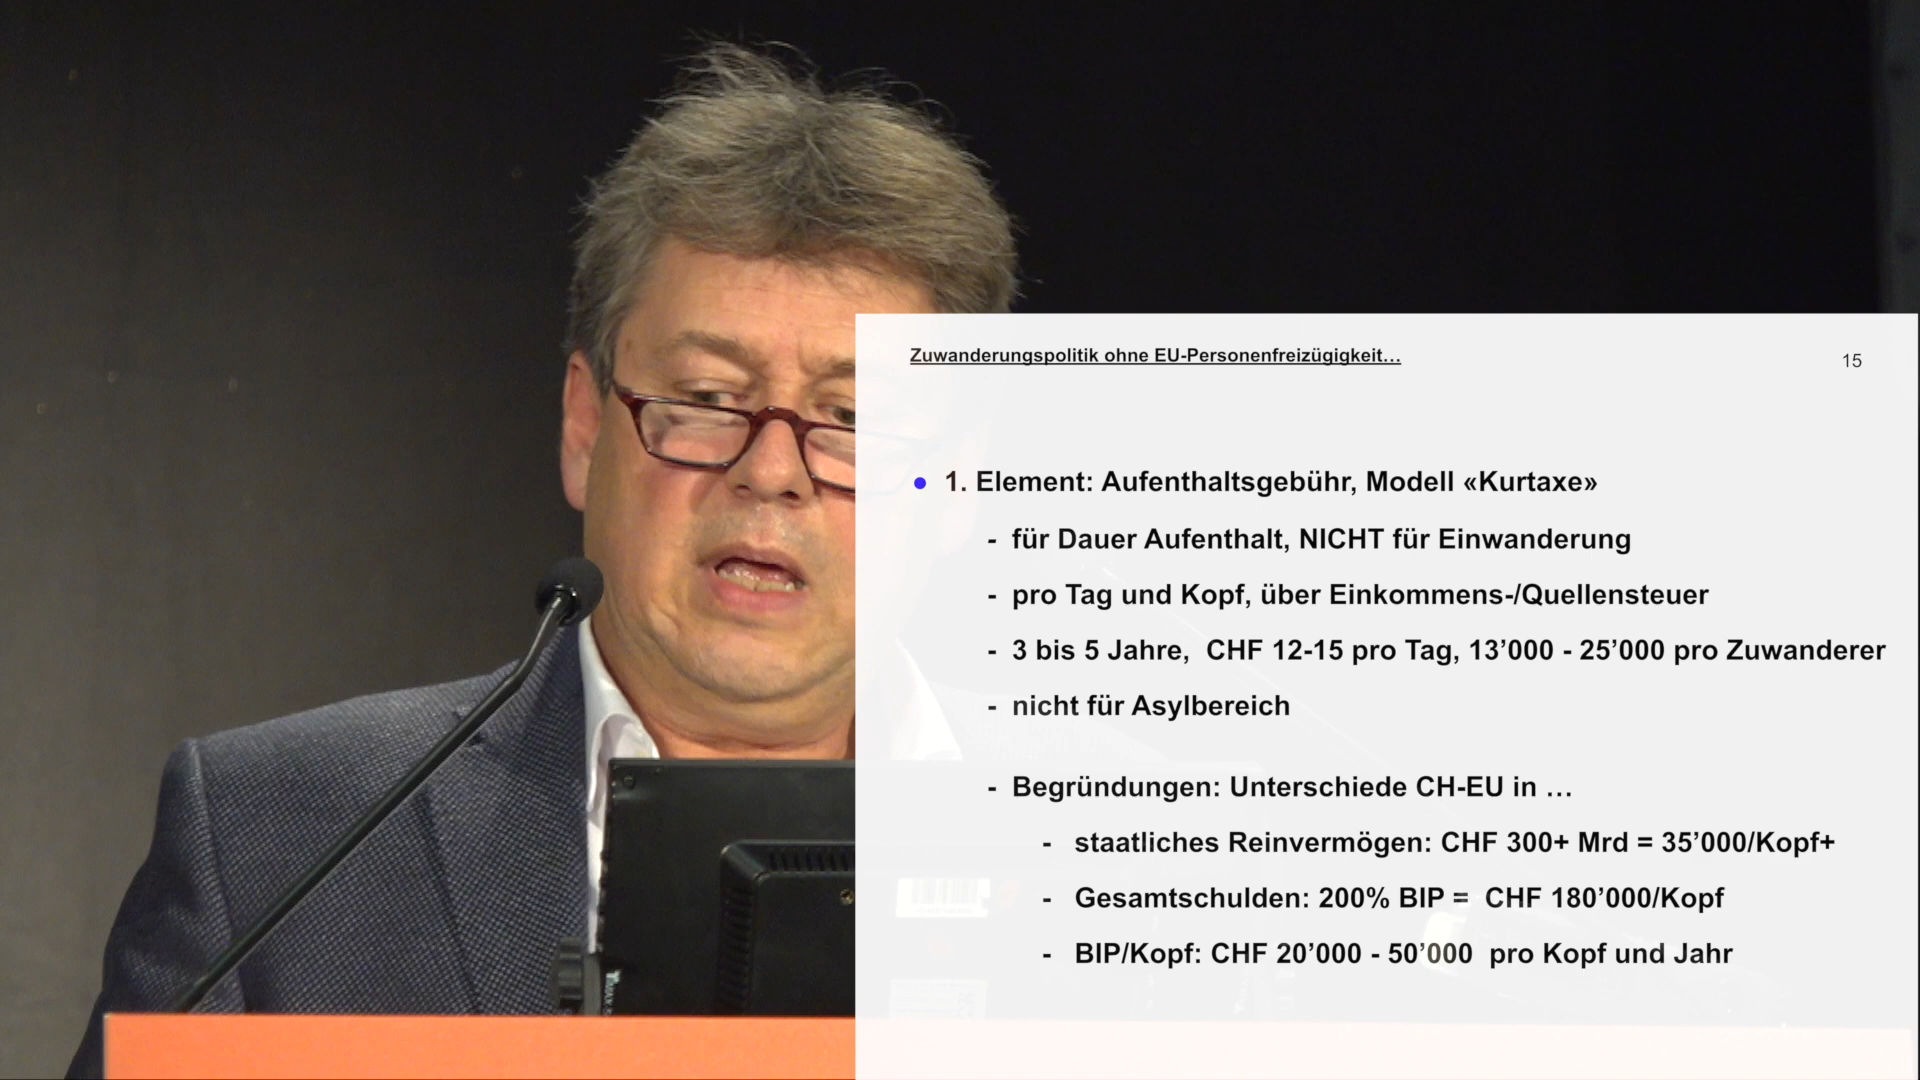 Zuwanderungspolitik ohne EU-Personenfreizügigkeit…
15
• 1. Element: Aufenthaltsgebühr, Modell «Kurtaxe»
- für Dauer Aufenthalt, NICHT für Einwanderung
- pro Tag und Kopf, über Einkommens-/Quellensteuer
- 3 bis 5 Jahre, CHF 12-15 pro Tag, 13’000 - 25’000 pro Zuwanderer
- nicht für Asylbereich
- Begründungen: Unterschiede CH-EU in …
- staatliches Reinvermögen: CHF 300+ Mrd = 35’000/Kopf+
- Gesamtschulden: 200% BIP = CHF 180’000/Kopf
- BIP/Kopf: CHF 20’000 - 50’000 pro Kopf und Jahr